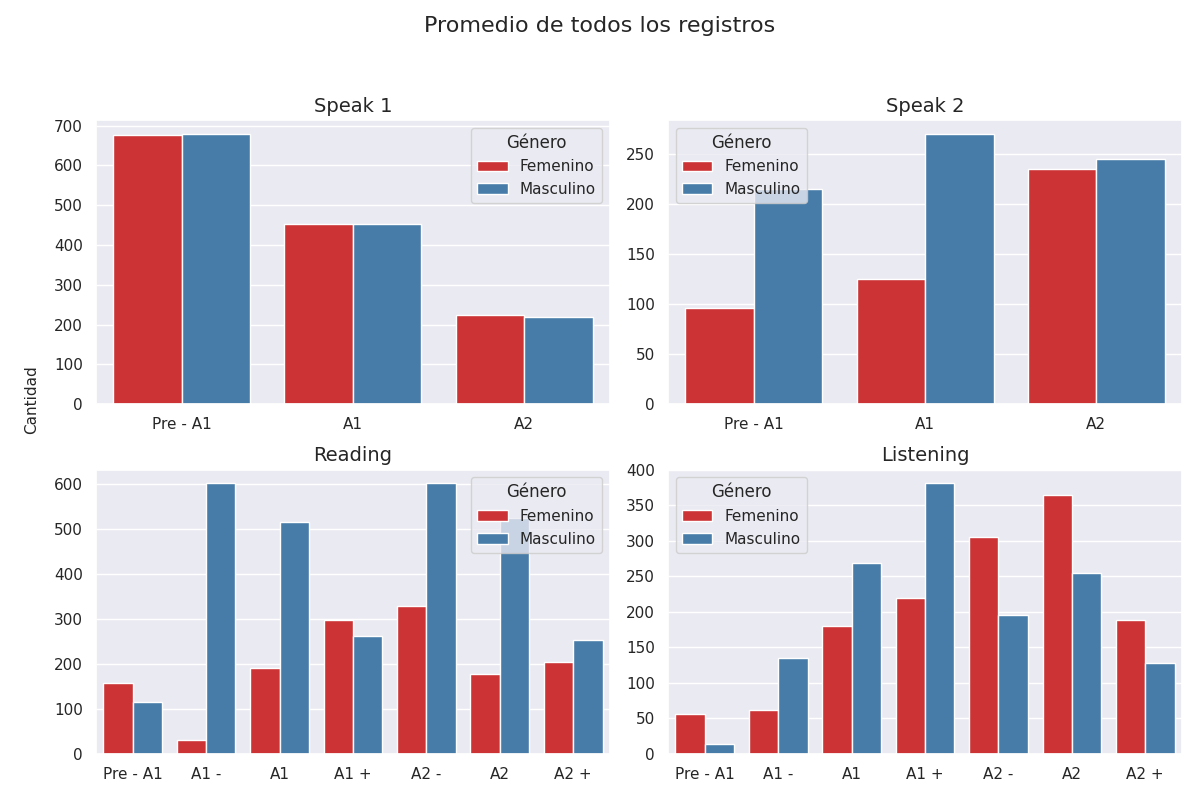 Promedio de todos los registros
Speak 1
700
600
500
400
300
200
100
0
Género
Femenino
Masculino
Pre - A1 A1 A2
Speak 2
250
200
150
100
50
0
Género
Femenino
Masculino
Pre - A1 A1 A2
Cantidad
Reading
600
500
400
300
200
100
0
Género
Femenino
Masculino
Pre - A1 A1 - A1 A1 + A2 - A2 A2 +
Listening
400
350
300
250
200
150
100
50
0
Género
Femenino
Masculino
Pre - A1 A1 - A1 A1 + A2 - A2 A2 +